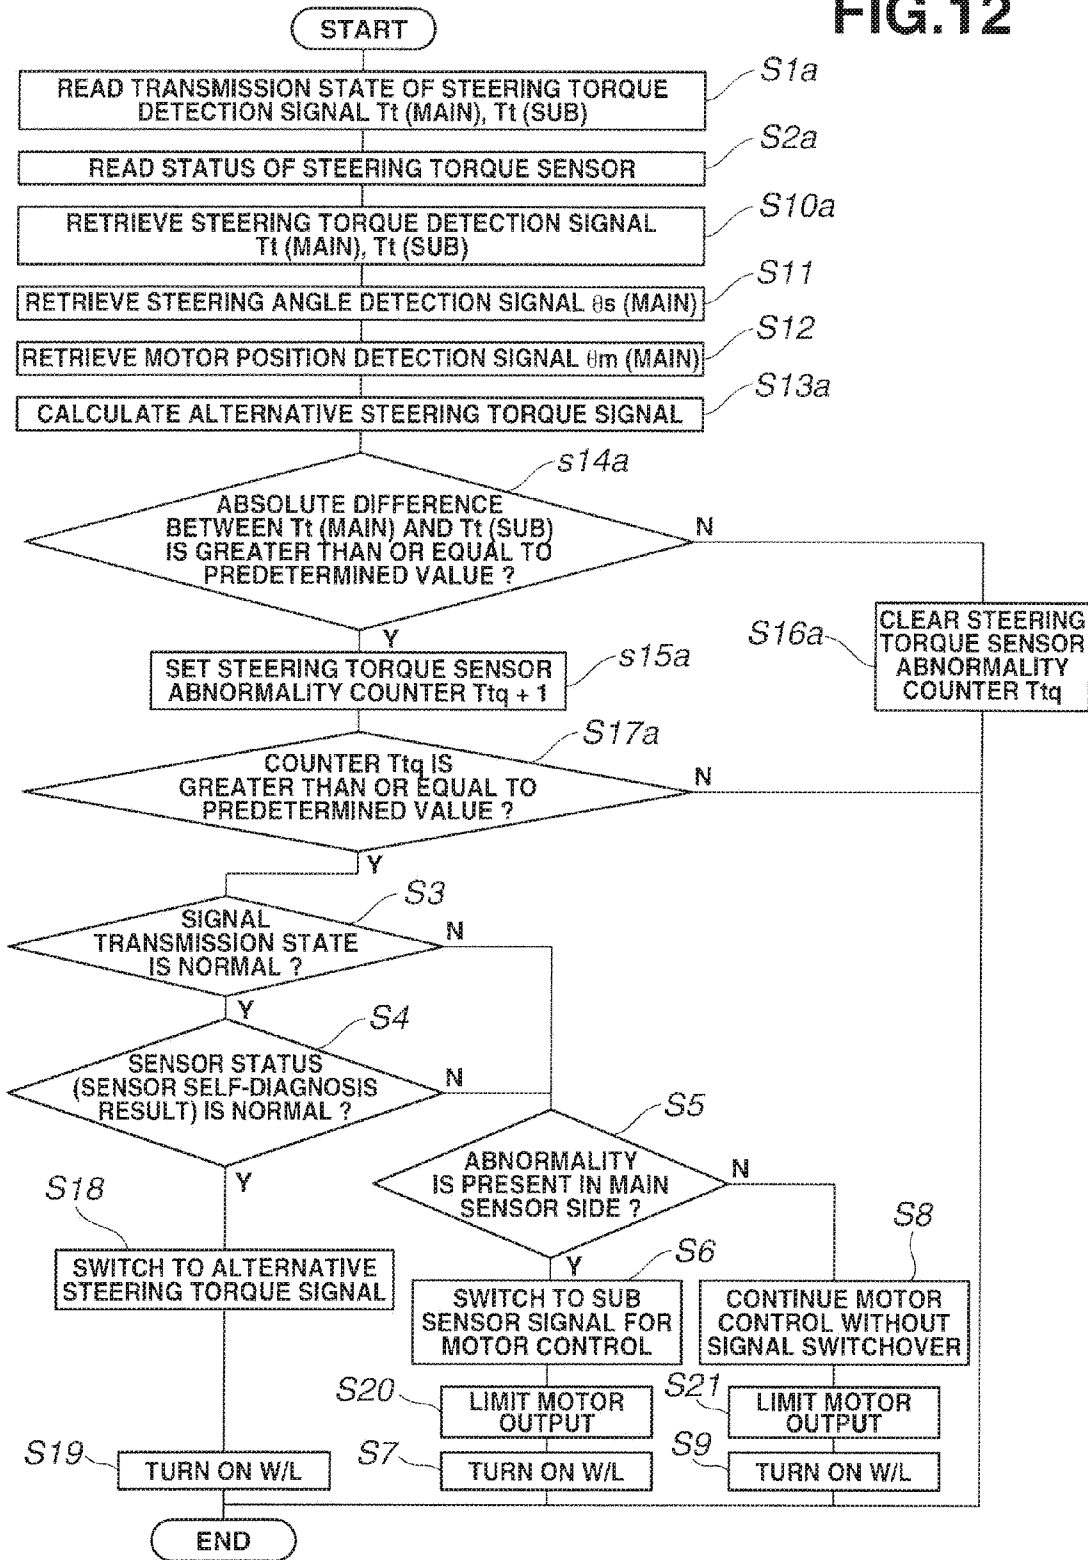 FIG.12
START
S1a
READ TRANSMISSION STATE OF STEERING TORQUE
DETECTION SIGNAL Tt (MAIN), Tt (SUB)
S2a
READ STATUS OF STEERING TORQUE SENSOR
S10a
RETRIEVE STEERING TORQUE DETECTION SIGNAL
Tt (MAIN), Tt (SUB)
S11
RETRIEVE STEERING ANGLE DETECTION SIGNAL θs (MAIN)
S12
RETRIEVE MOTOR POSITION DETECTION SIGNAL θm (MAIN)
S13a
CALCULATE ALTERNATIVE STEERING TORQUE SIGNAL
s14a
ABSOLUTE DIFFERENCE
BETWEEN Tt (MAIN) AND Tt (SUB)
IS GREATER THAN OR EQUAL TO
PREDETERMINED VALUE ?
N
Y
S16a
CLEAR STEERING
TORQUE SENSOR
ABNORMALITY
COUNTER Ttq
s15a
SET STEERING TORQUE SENSOR
ABNORMALITY COUNTER Ttq + 1
S17a
COUNTER Ttq IS
GREATER THAN OR EQUAL TO
PREDETERMINED VALUE ?
N
Y
S3
SIGNAL
TRANSMISSION STATE
IS NORMAL ?
N
Y
S4
SENSOR STATUS
(SENSOR SELF-DIAGNOSIS
RESULT) IS NORMAL ?
N
Y
S5
ABNORMALITY
IS PRESENT IN MAIN
SENSOR SIDE ?
N
Y
S18
SWITCH TO ALTERNATIVE
STEERING TORQUE SIGNAL
S6
SWITCH TO SUB
SENSOR SIGNAL FOR
MOTOR CONTROL
S8
CONTINUE MOTOR
CONTROL WITHOUT
SIGNAL SWITCHOVER
S20
LIMIT MOTOR
OUTPUT
S21
LIMIT MOTOR
OUTPUT
S19
TURN ON W/L
S7
TURN ON W/L
S9
TURN ON W/L
END